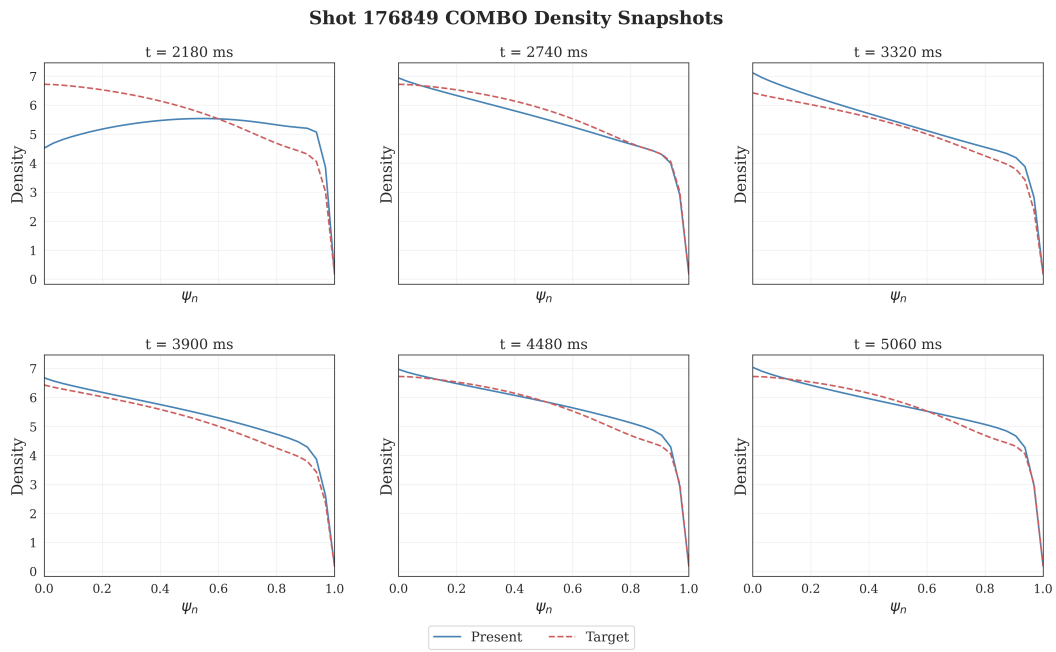 Shot 176849 COMBO Density Snapshots
t = 2180 ms
t = 2740 ms
t = 3320 ms
7
6
5
4
3
2
1
0
Density
Density
Density
ψn
ψn
ψn
t = 3900 ms
t = 4480 ms
t = 5060 ms
7
6
5
4
3
2
1
0
Density
Density
Density
0.0 0.2 0.4 0.6 0.8 1.0
0.0 0.2 0.4 0.6 0.8 1.0
0.0 0.2 0.4 0.6 0.8 1.0
ψn
ψn
ψn
Present Target